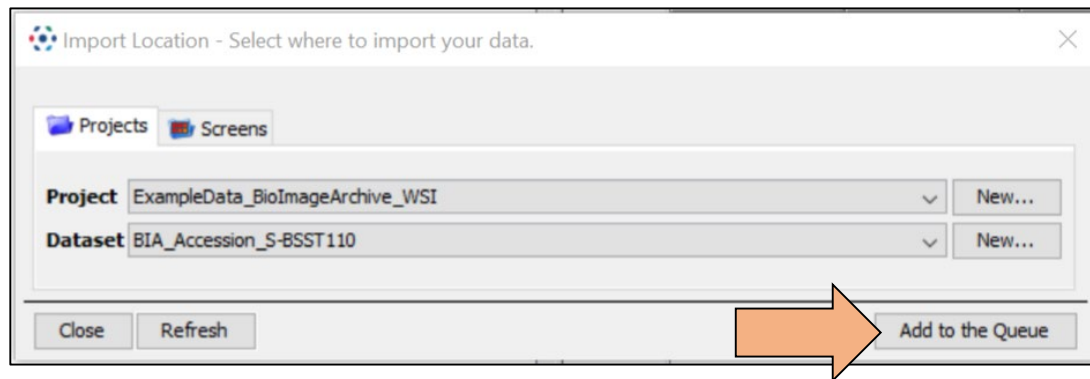 Import Location - Select where to import your data.
Projects Screens
Project ExampleData_BioImageArchive_WSI New...
Dataset BIA_Accession_S-BSST110 New...
Close Refresh Add to the Queue